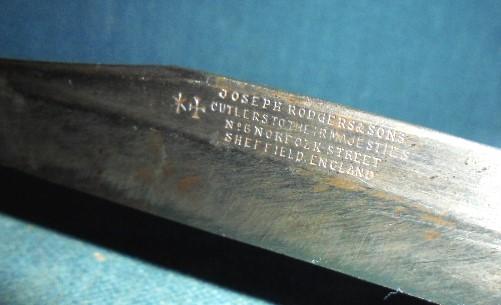 JOSEPH RODGERS & SONS
CUTLERS TO THEIR MAJESTIES
No 6 NORFOLK STREET
SHEFFIELD, ENGLAND